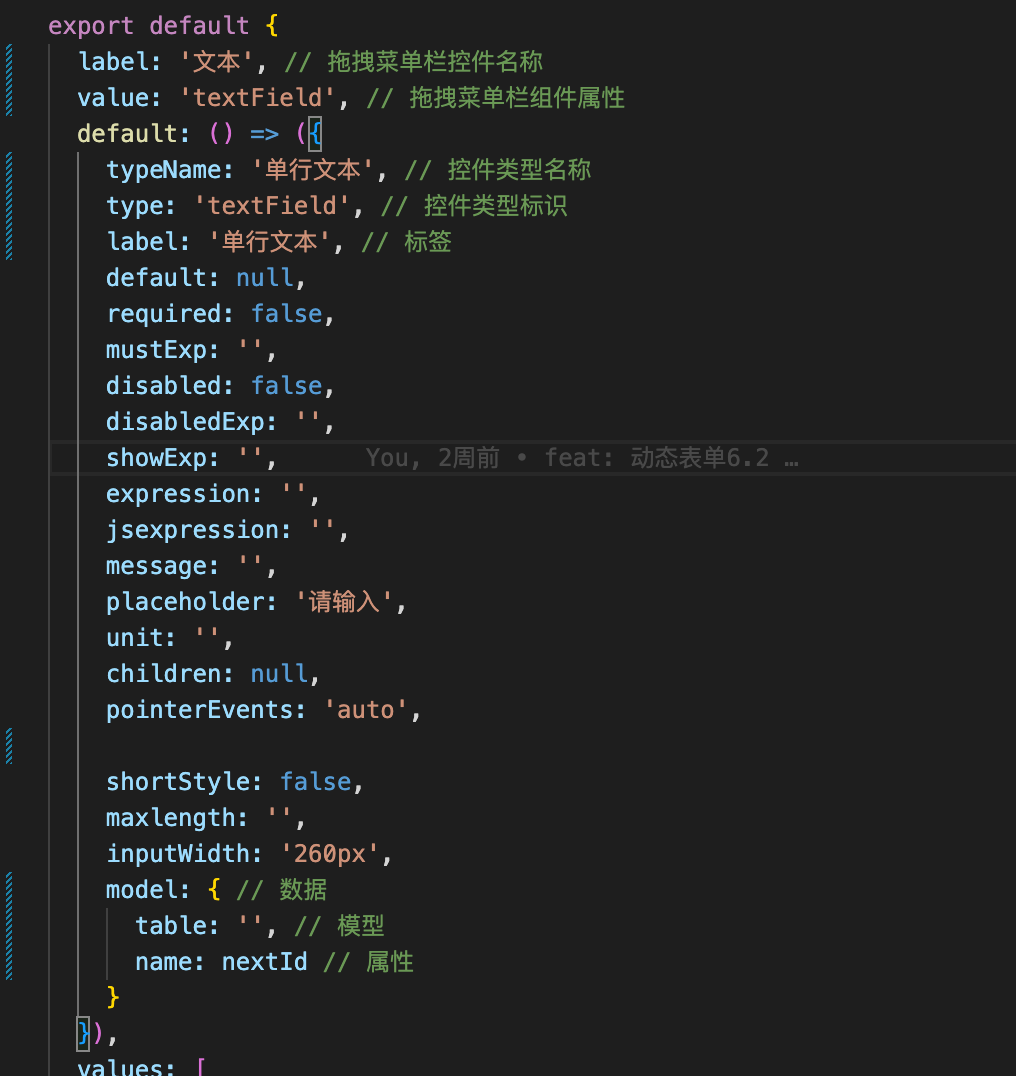 export default {
label: '文本', // 拖拽菜单栏控件名称
value: 'textField', // 拖拽菜单栏组件属性
default: () => ({
typeName: '单行文本', // 控件类型名称
type: 'textField', // 控件类型标识
label: '单行文本', // 标签
default: null,
required: false,
mustExp: '',
disabled: false,
disabledExp: '',
showExp: '', You, 2周前 • feat: 动态表单6.2 …
expression: '',
jsexpression: '',
message: '',
placeholder: '请输入',
unit: '',
children: null,
pointerEvents: 'auto',
shortStyle: false,
maxlength: '',
inputWidth: '260px',
model: { // 数据
table: '', // 模型
name: nextId // 属性
}
}),
values: [